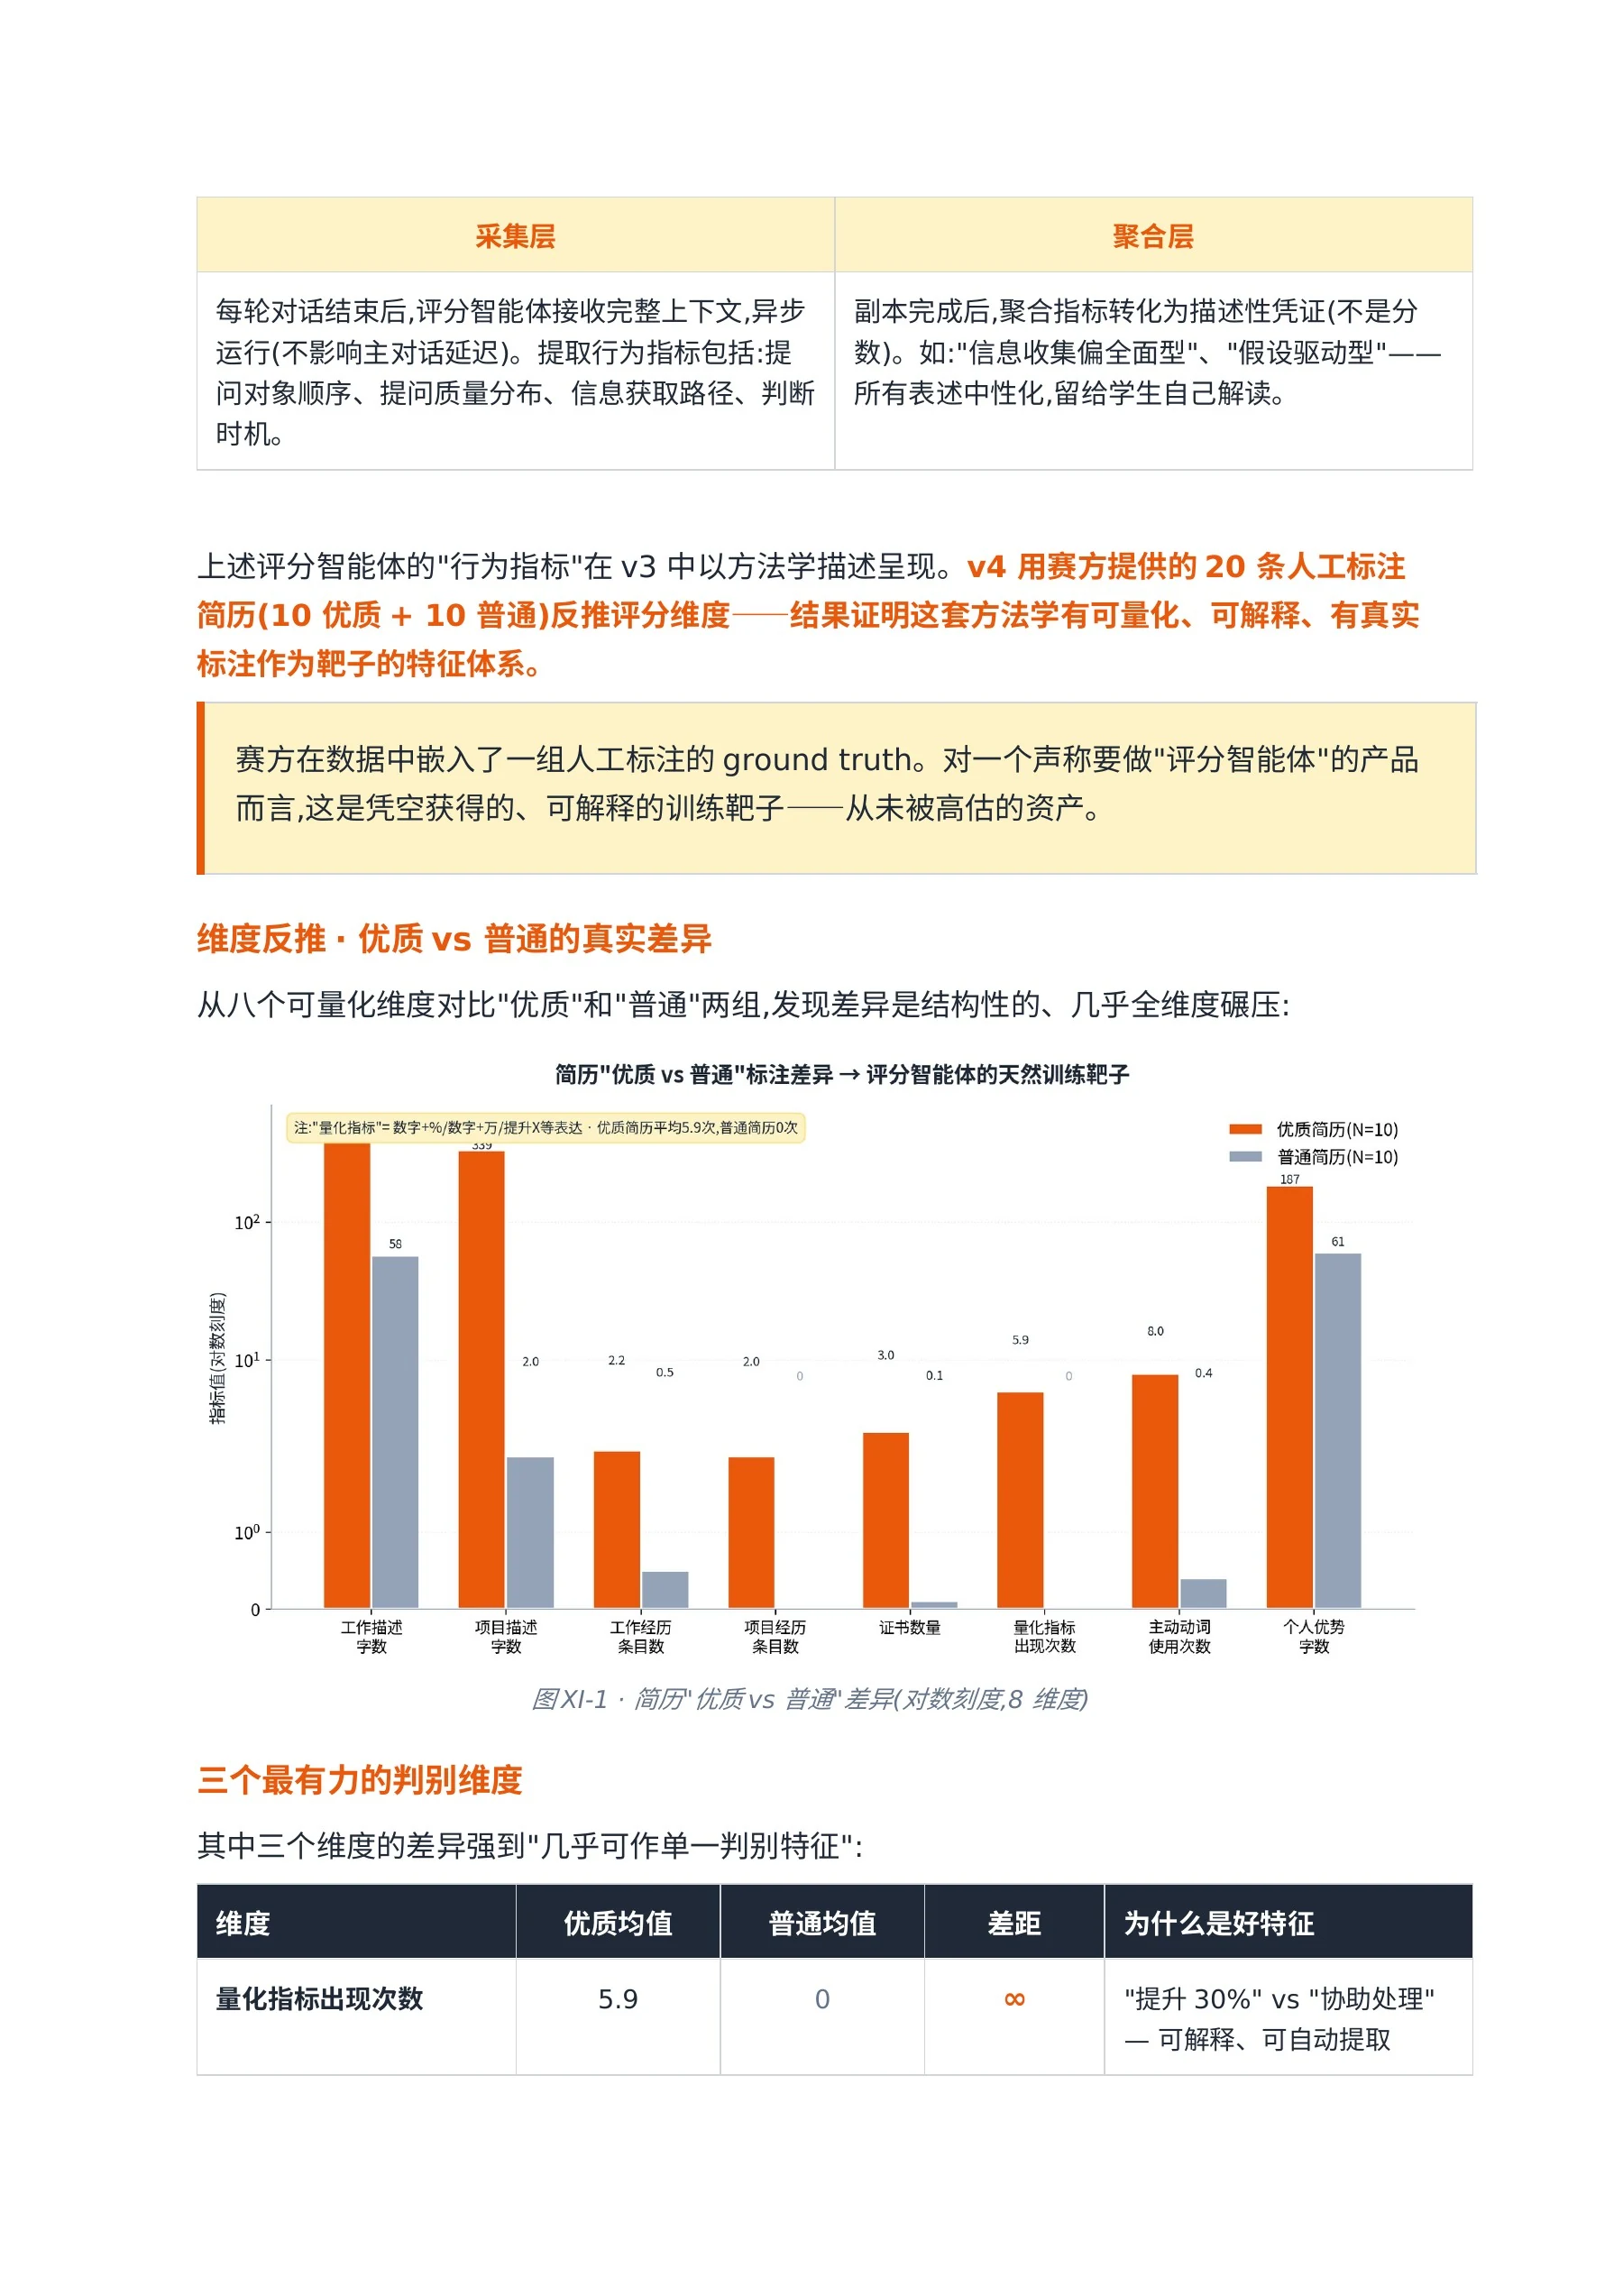 采集层
每轮对话结束后,评分智能体接收完整上下文,异步
运行(不影响主对话延迟)。提取行为指标包括:提
问对象顺序、提问质量分布、信息获取路径、判断
时机。
聚合层
副本完成后,聚合指标转化为描述性凭证(不是分
数)。如:"信息收集偏全面型"、"假设驱动型"——
所有表述中性化,留给学生自己解读。
上述评分智能体的"行为指标"在 v3 中以方法学描述呈现。v4 用赛方提供的 20 条人工标注
简历(10 优质 + 10 普通)反推评分维度——结果证明这套方法学有可量化、可解释、有真实
标注作为靶子的特征体系。
赛方在数据中嵌入了一组人工标注的 ground truth。对一个声称要做"评分智能体"的产品
而言,这是凭空获得的、可解释的训练靶子——从未被高估的资产。
维度反推 · 优质 vs 普通的真实差异
从八个可量化维度对比"优质"和"普通"两组,发现差异是结构性的、几乎全维度碾压:
简历"优质 vs 普通"标注差异 → 评分智能体的天然训练靶子
注:"量化指标"= 数字+%/数字+万/提升X等表达 · 优质简历平均5.9次,普通简历0次
优质简历(N=10)
普通简历(N=10)
指标值(对数刻度)
10²
10¹
10⁰
0
58
339
2.0
2.2
0.5
2.0
0
3.0
0.1
5.9
0
8.0
0.4
187
61
工作描述
字数
项目描述
字数
工作经历
条目数
项目经历
条目数
证书数量
量化指标
出现次数
主动动词
使用次数
个人优势
字数
图 XI-1 · 简历"优质 vs 普通"差异(对数刻度,8 维度)
三个最有力的判别维度
其中三个维度的差异强到"几乎可作单一判别特征":
维度 优质均值 普通均值 差距 为什么是好特征
量化指标出现次数 5.9 0 ∞ "提升 30%" vs "协助处理"
— 可解释、可自动提取